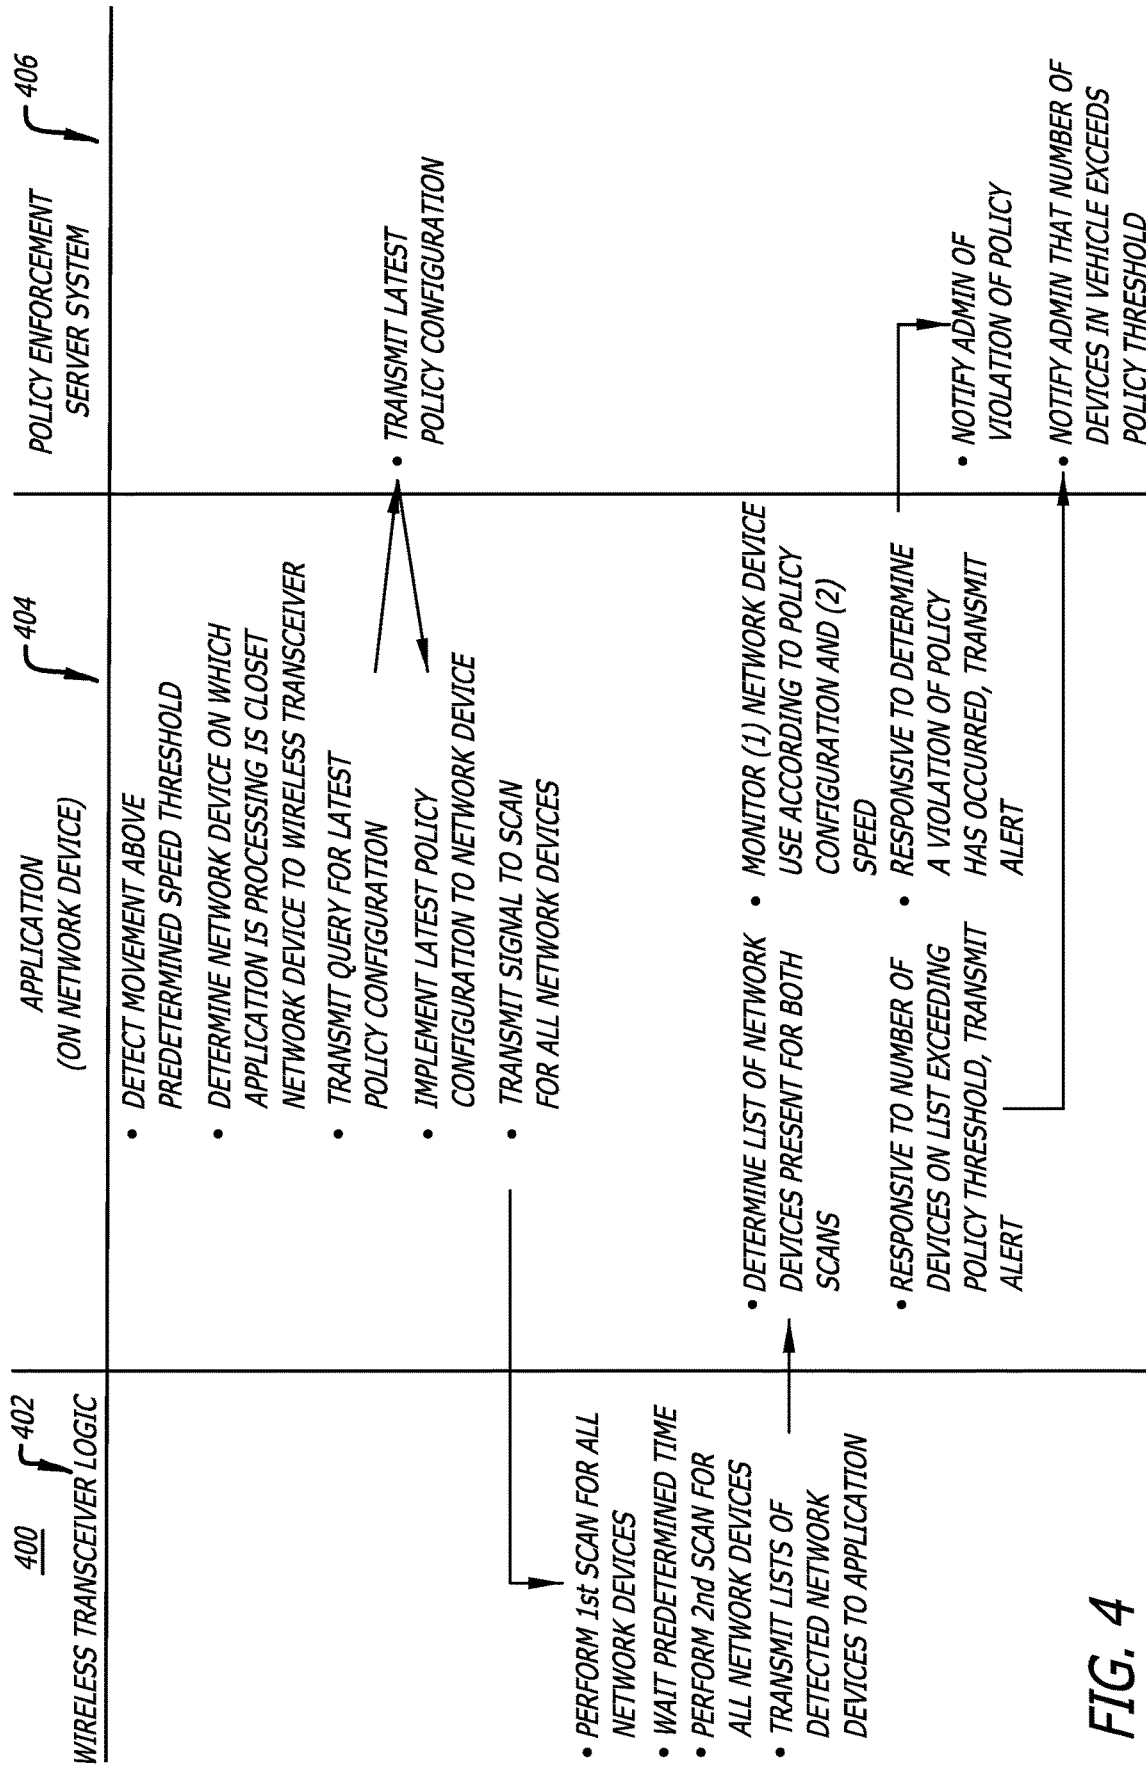 400
402
WIRELESS TRANSCEIVER LOGIC
APPLICATION
(ON NETWORK DEVICE)
404
POLICY ENFORCEMENT
SERVER SYSTEM
406
• DETECT MOVEMENT ABOVE
PREDETERMINED SPEED THRESHOLD
• DETERMINE NETWORK DEVICE ON WHICH
APPLICATION IS PROCESSING IS CLOSET
NETWORK DEVICE TO WIRELESS TRANSCEIVER
• TRANSMIT QUERY FOR LATEST
POLICY CONFIGURATION
• TRANSMIT LATEST
POLICY CONFIGURATION
• IMPLEMENT LATEST POLICY
CONFIGURATION TO NETWORK DEVICE
• TRANSMIT SIGNAL TO SCAN
FOR ALL NETWORK DEVICES
• PERFORM 1st SCAN FOR ALL
NETWORK DEVICES
• WAIT PREDETERMINED TIME
• PERFORM 2nd SCAN FOR
ALL NETWORK DEVICES
• TRANSMIT LISTS OF
DETECTED NETWORK
DEVICES TO APPLICATION
• DETERMINE LIST OF NETWORK
DEVICES PRESENT FOR BOTH
SCANS
• RESPONSIVE TO NUMBER OF
DEVICES ON LIST EXCEEDING
POLICY THRESHOLD, TRANSMIT
ALERT
• MONITOR (1) NETWORK DEVICE
USE ACCORDING TO POLICY
CONFIGURATION AND (2)
SPEED
• RESPONSIVE TO DETERMINE
A VIOLATION OF POLICY
HAS OCCURRED, TRANSMIT
ALERT
• NOTIFY ADMIN OF
VIOLATION OF POLICY
• NOTIFY ADMIN THAT NUMBER OF
DEVICES IN VEHICLE EXCEEDS
POLICY THRESHOLD
FIG. 4